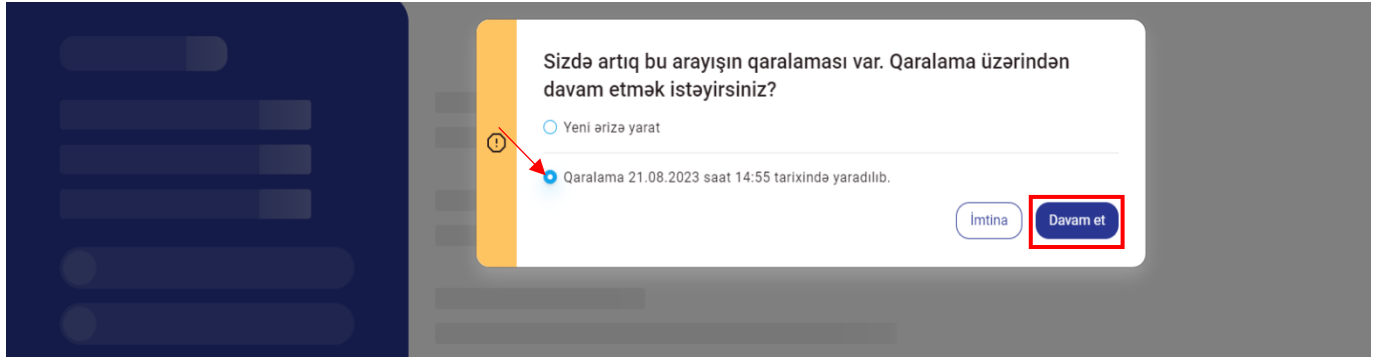 Sizdə artıq bu arayışın qaralaması var. Qaralama üzərindən
davam etmək istəyirsiniz?
Yeni ərizə yarat
Qaralama 21.08.2023 saat 14:55 tarixində yaradılıb.
İmtina
Davam et